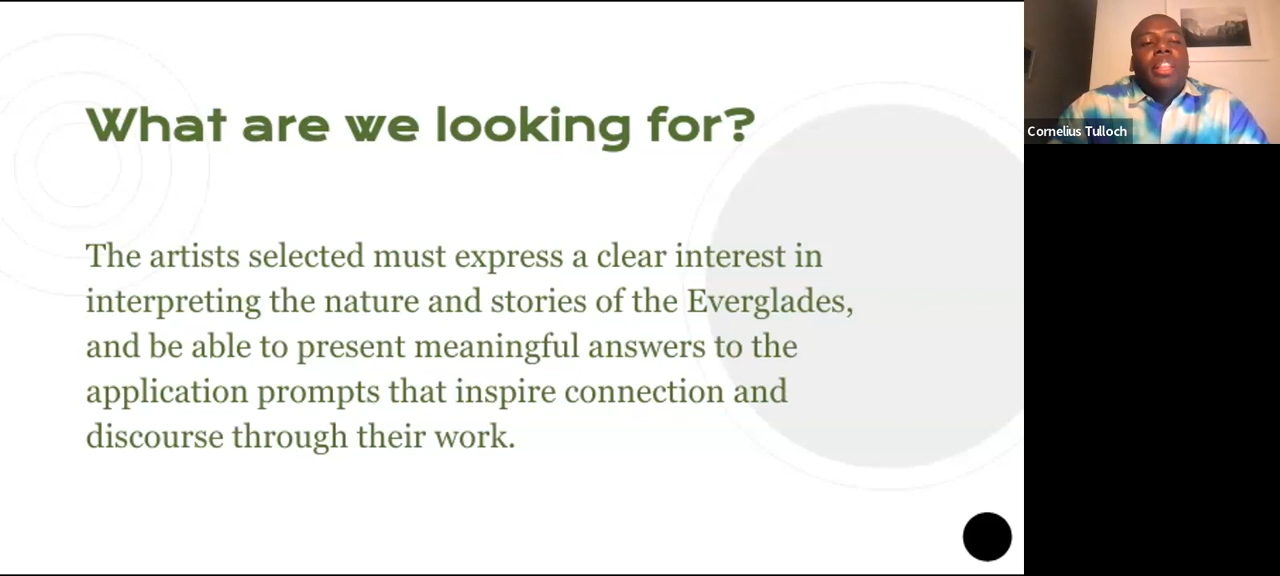 What are we looking for?
The artists selected must express a clear interest in
interpreting the nature and stories of the Everglades,
and be able to present meaningful answers to the
application prompts that inspire connection and
discourse through their work.
Cornelius Tulloch